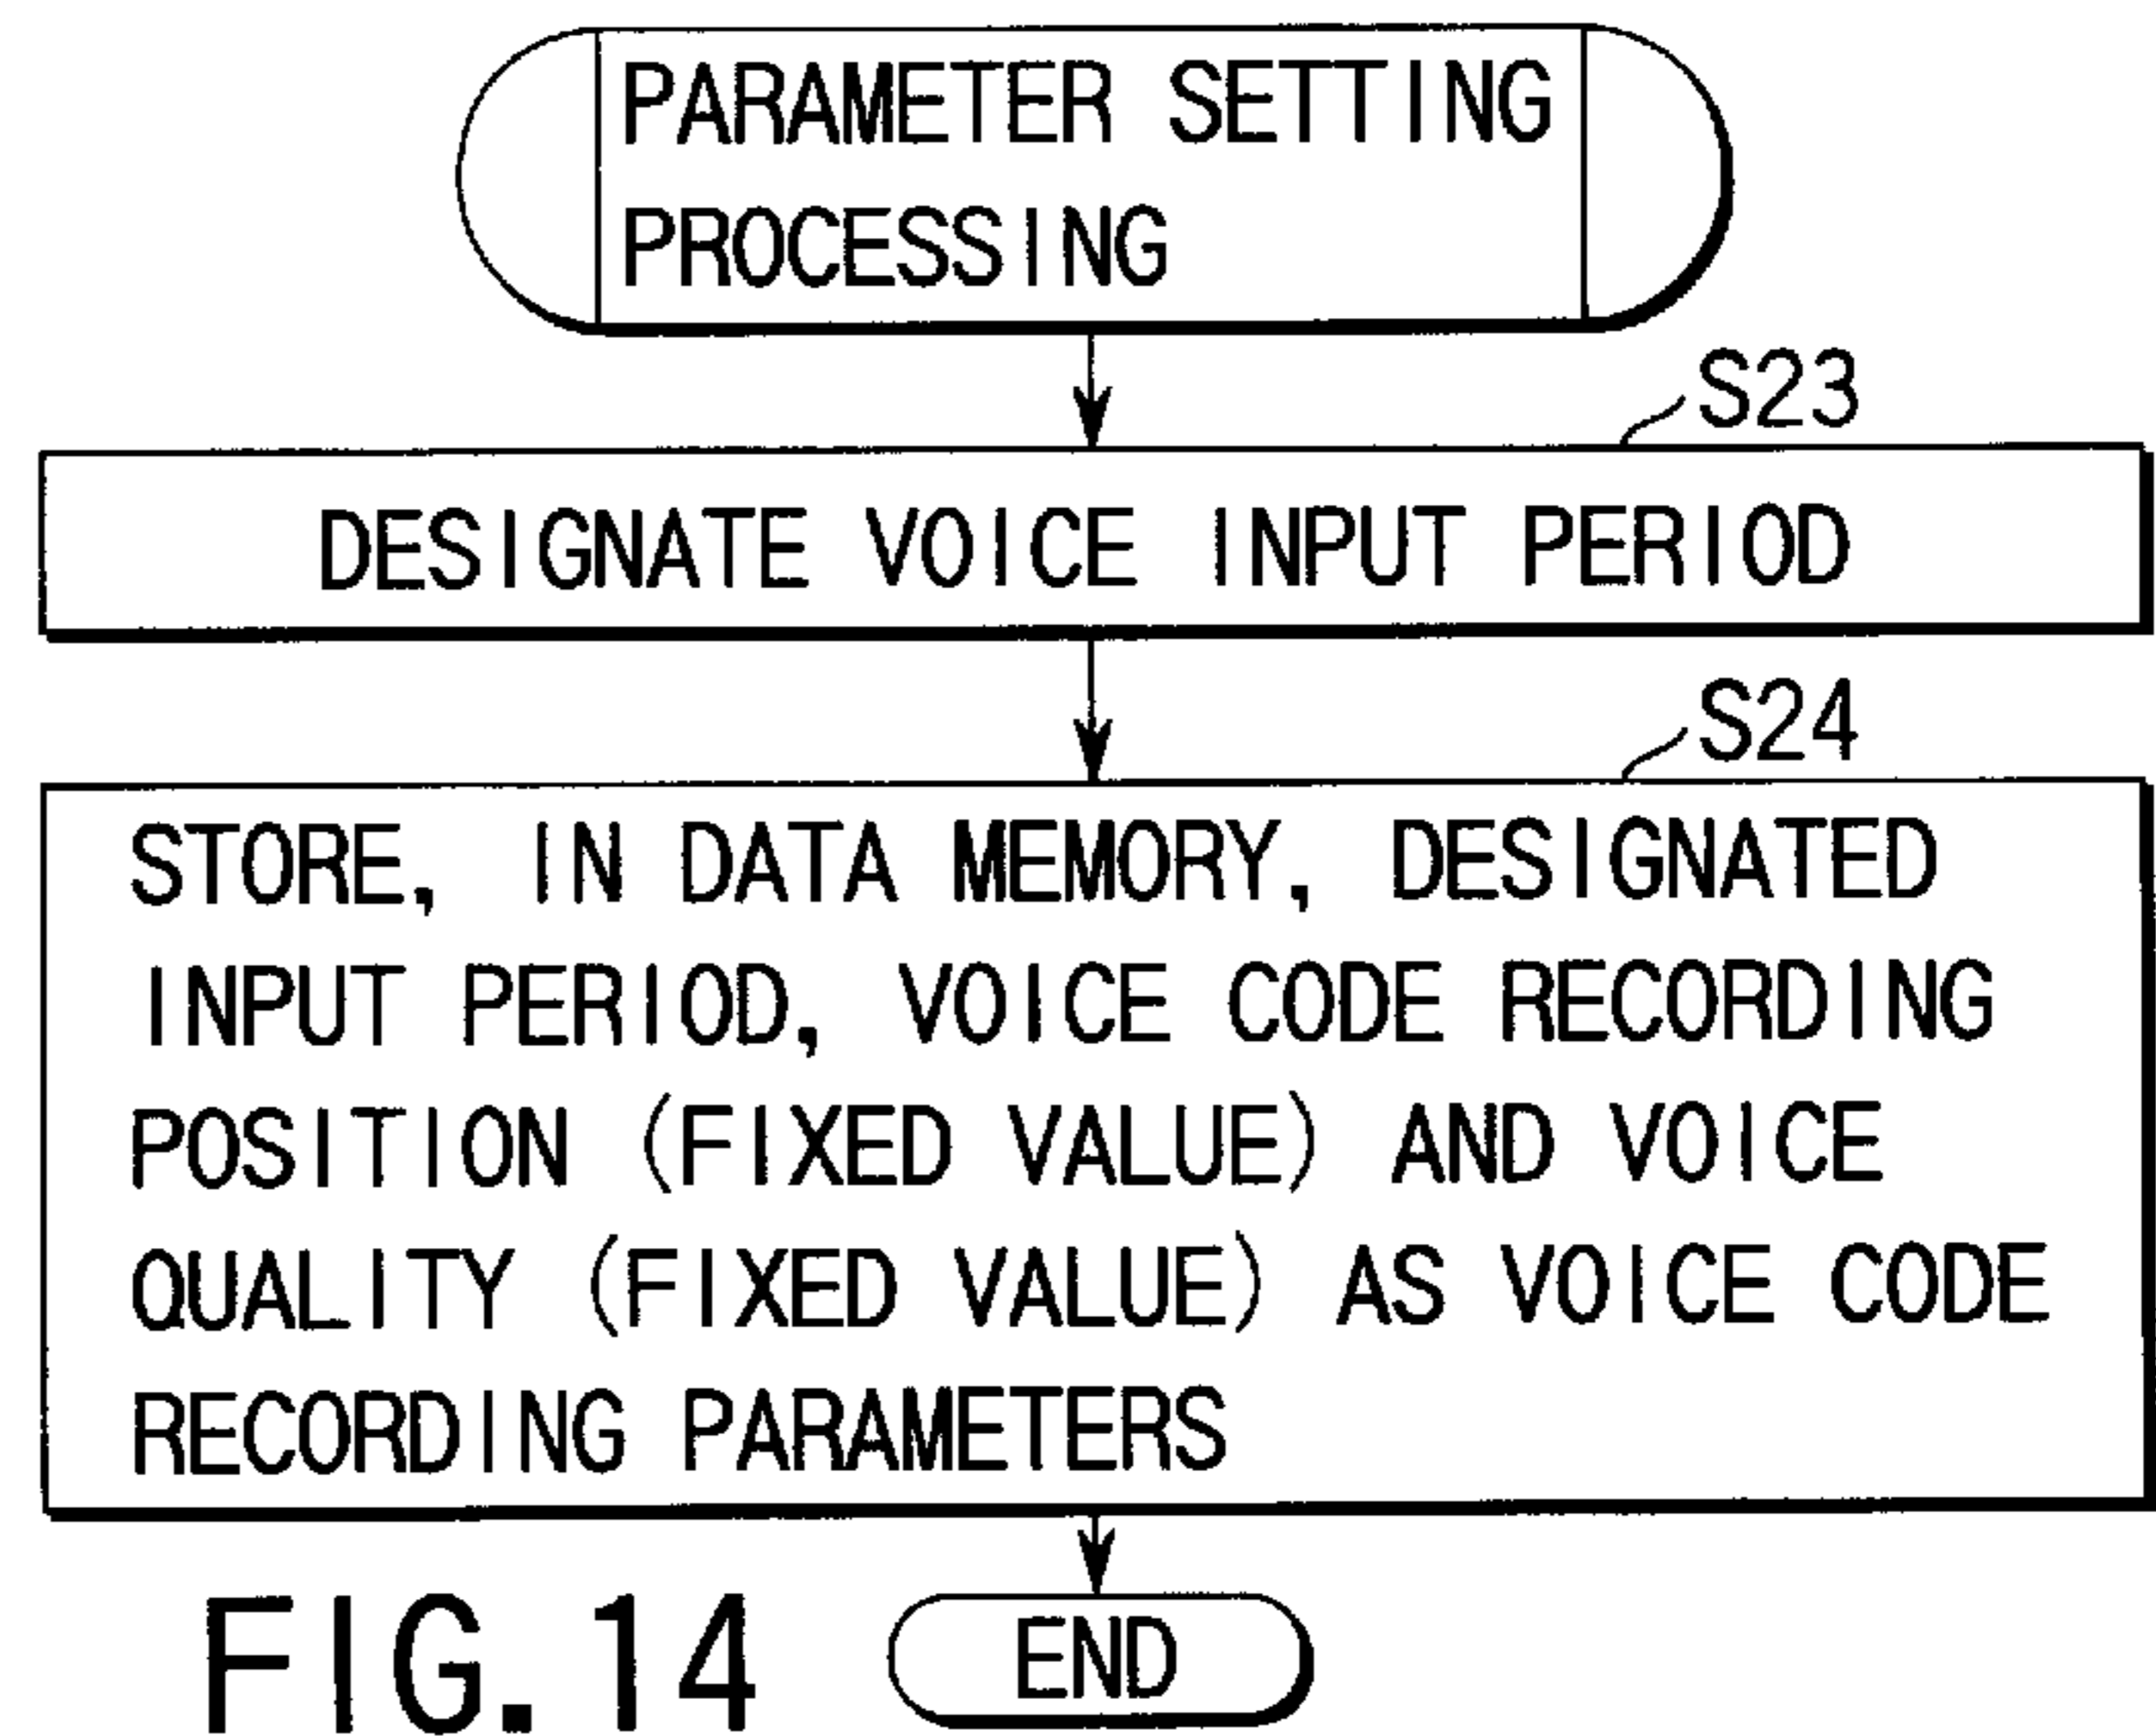 PARAMETER SETTING
PROCESSING
S23
DESIGNATE VOICE INPUT PERIOD
S24
STORE, IN DATA MEMORY, DESIGNATED
INPUT PERIOD, VOICE CODE RECORDING
POSITION (FIXED VALUE) AND VOICE
QUALITY (FIXED VALUE) AS VOICE CODE
RECORDING PARAMETERS
END
FIG.14